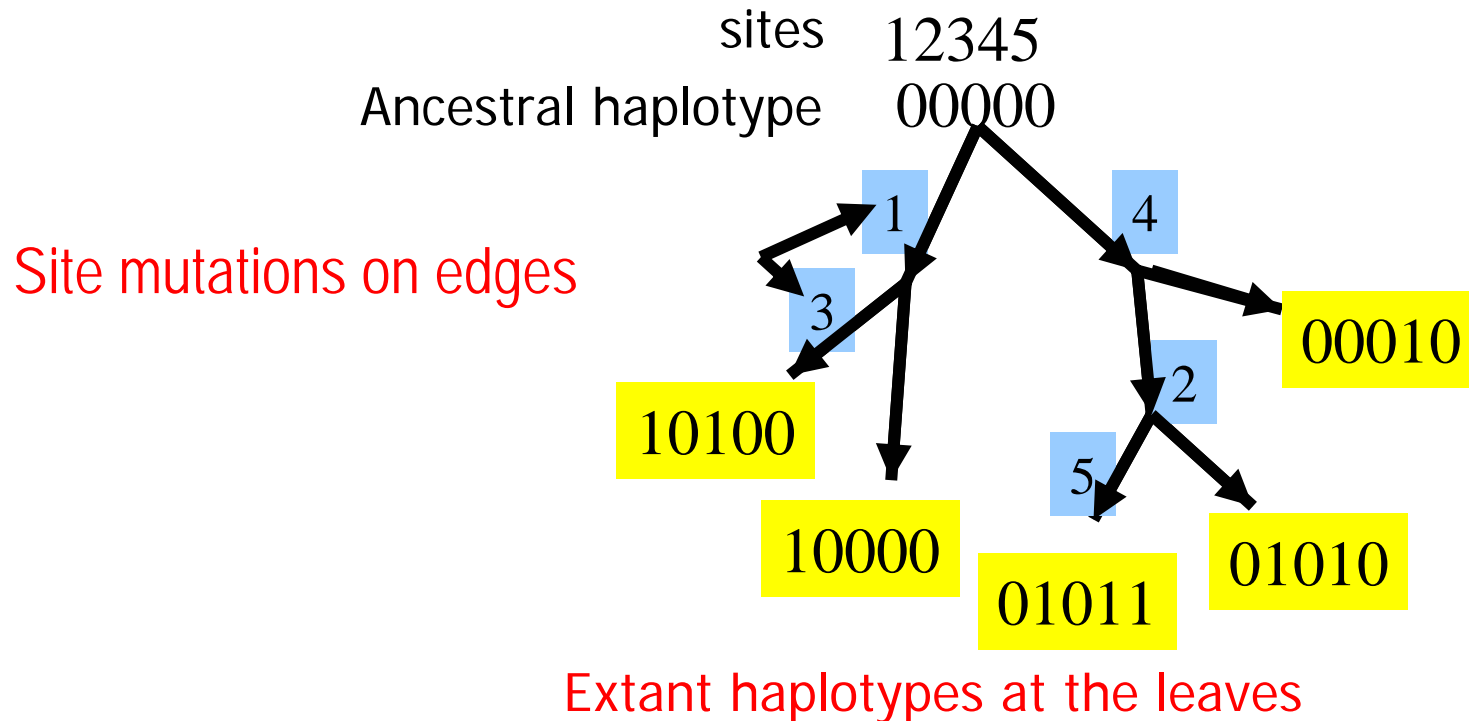 sites 12345
Ancestral haplotype 00000
1
4
Site mutations on edges
3
00010
2
10100
5
10000
01010
01011
Extant haplotypes at the leaves